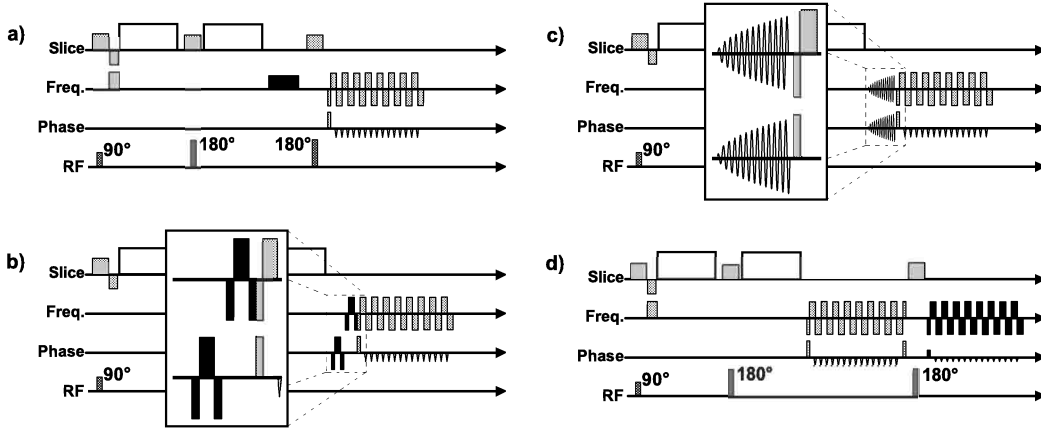 a)
Slice
Freq.
Phase
RF
90°
180°
180°
b)
Slice
Freq.
Phase
RF
90°
c)
Slice
Freq.
Phase
RF
90°
d)
Slice
Freq.
Phase
RF
90°
180°
180°